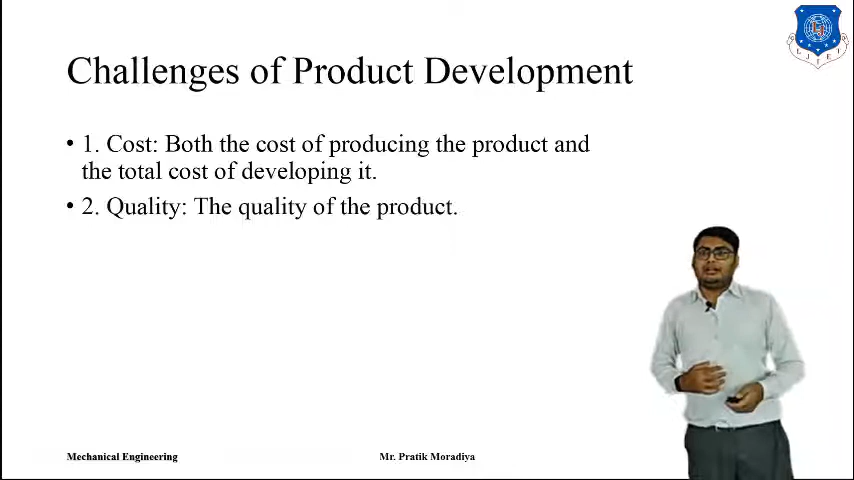 Challenges of Product Development
• 1. Cost: Both the cost of producing the product and
the total cost of developing it.
• 2. Quality: The quality of the product.
Mechanical Engineering
Mr. Pratik Moradiya